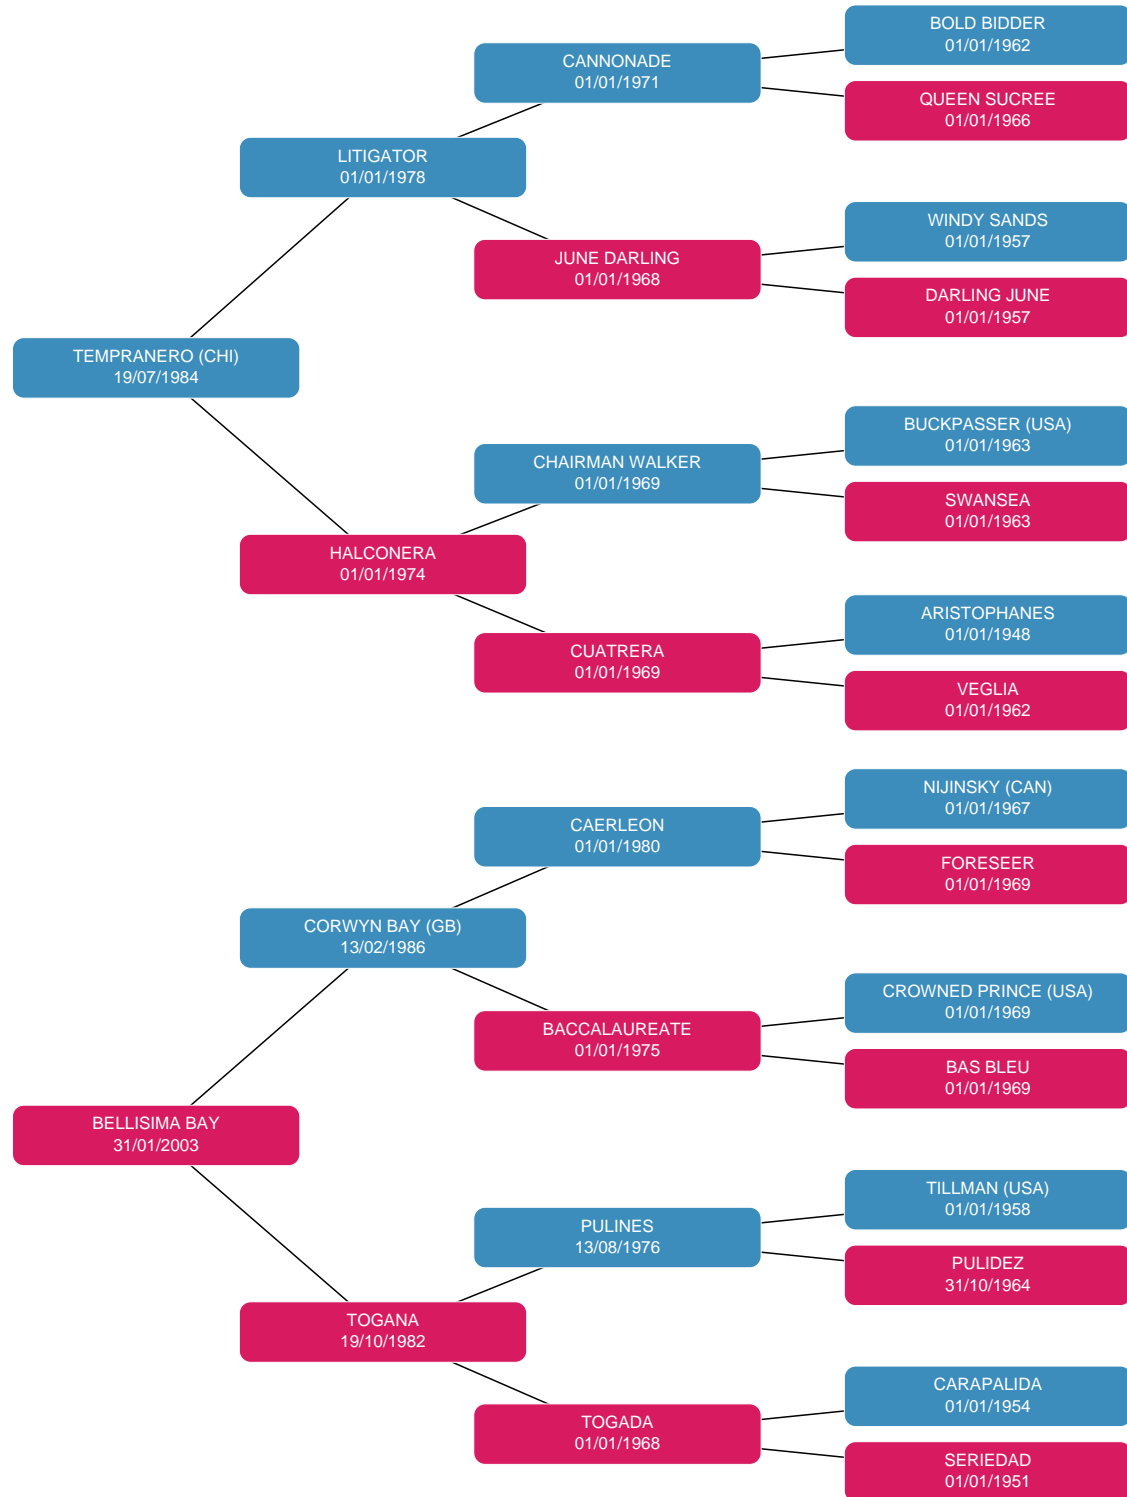 BOLD BIDDER
01/01/1962
CANNONADE
01/01/1971
QUEEN SUCREE
01/01/1966
LITIGATOR
01/01/1978
WINDY SANDS
01/01/1957
JUNE DARLING
01/01/1968
DARLING JUNE
01/01/1957
TEMPRANERO (CHI)
19/07/1984
BUCKPASSER (USA)
01/01/1963
CHAIRMAN WALKER
01/01/1969
SWANSEA
01/01/1963
HALCONERA
01/01/1974
ARISTOPHANES
01/01/1948
CUATRERA
01/01/1969
VEGLIA
01/01/1962
NIJINSKY (CAN)
01/01/1967
CAERLEON
01/01/1980
FORESEER
01/01/1969
CORWYN BAY (GB)
13/02/1986
CROWNED PRINCE (USA)
01/01/1969
BACCALAUREATE
01/01/1975
BAS BLEU
01/01/1969
BELLISIMA BAY
31/01/2003
TILLMAN (USA)
01/01/1958
PULINES
13/08/1976
PULIDEZ
31/10/1964
TOGANA
19/10/1982
CARAPALIDA
01/01/1954
TOGADA
01/01/1968
SERIEDAD
01/01/1951